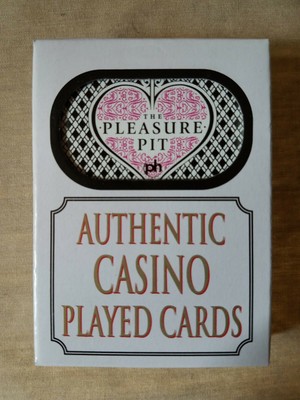 THE
PLEASURE
PIT
ph
AUTHENTIC
CASINO
PLAYED CARDS